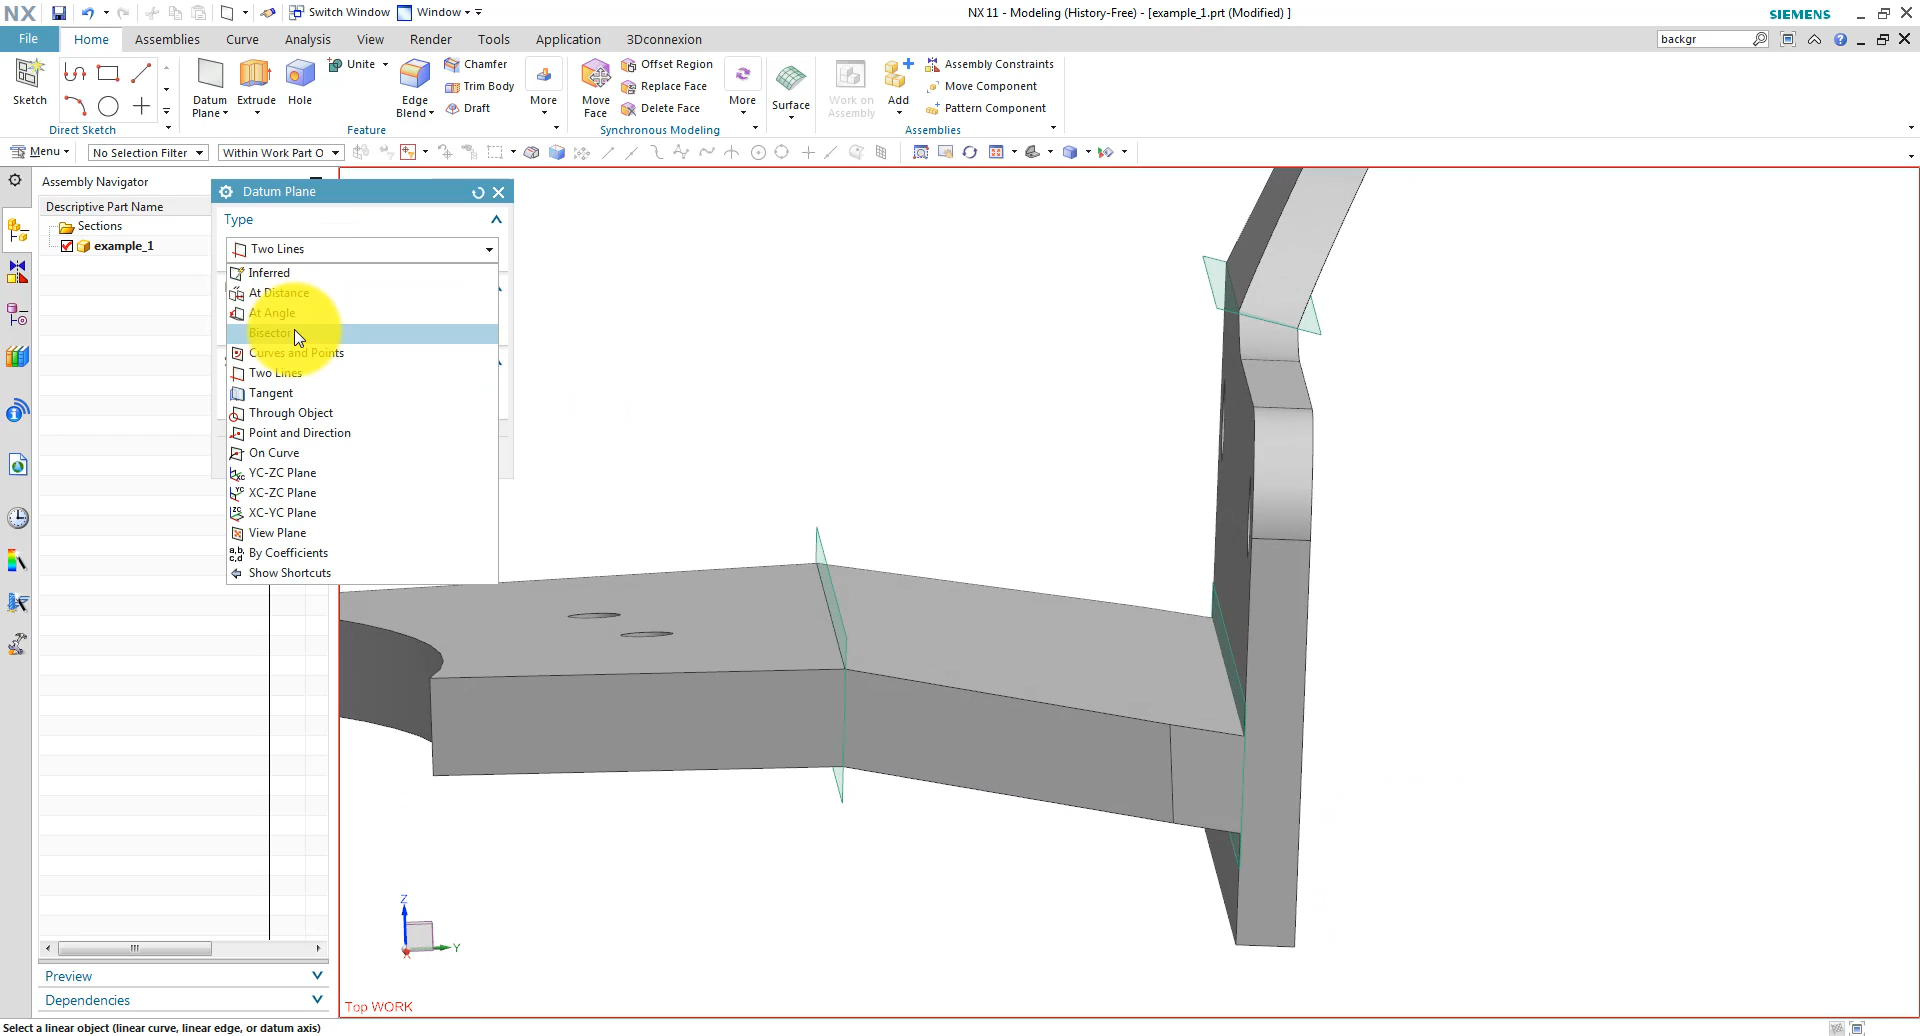 NX
Switch Window
Window
NX 11 - Modeling (History-Free) - [example_1.prt (Modified) ]
SIEMENS
File
Home
Assemblies
Curve
Analysis
View
Render
Tools
Application
3Dconnexion
backgr
Sketch
Direct Sketch
Datum Plane
Extrude
Hole
Unite
Edge Blend
Chamfer
Trim Body
Draft
More
Feature
Move Face
Offset Region
Replace Face
Delete Face
More
Synchronous Modeling
Surface
Work on Assembly
Add
Assembly Constraints
Move Component
Pattern Component
Assemblies
Menu
No Selection Filter
Within Work Part O
Assembly Navigator
Descriptive Part Name
Sections
example_1
Datum Plane
Type
Two Lines
Inferred
At Distance
At Angle
Bisector
Curves and Points
Two Lines
Tangent
Through Object
Point and Direction
On Curve
YC-ZC Plane
XC-ZC Plane
XC-YC Plane
View Plane
By Coefficients
Show Shortcuts
Z
Y
X
Preview
Dependencies
Top WORK
Select a linear object (linear curve, linear edge, or datum axis)